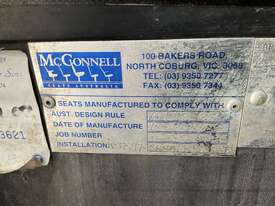 McCONNELL
SEATS AUSTRALIA
100 BAKERS ROAD,
NORTH COBURG, VIC. 3058
TEL: (03) 9350 7277
FAX: (03) 9350 7344
SEATS MANUFACTURED TO COMPLY WITH
AUST. DESIGN RULE
DATE OF MANUFACTURE
JOB NUMBER
INSTALLATION:
3621